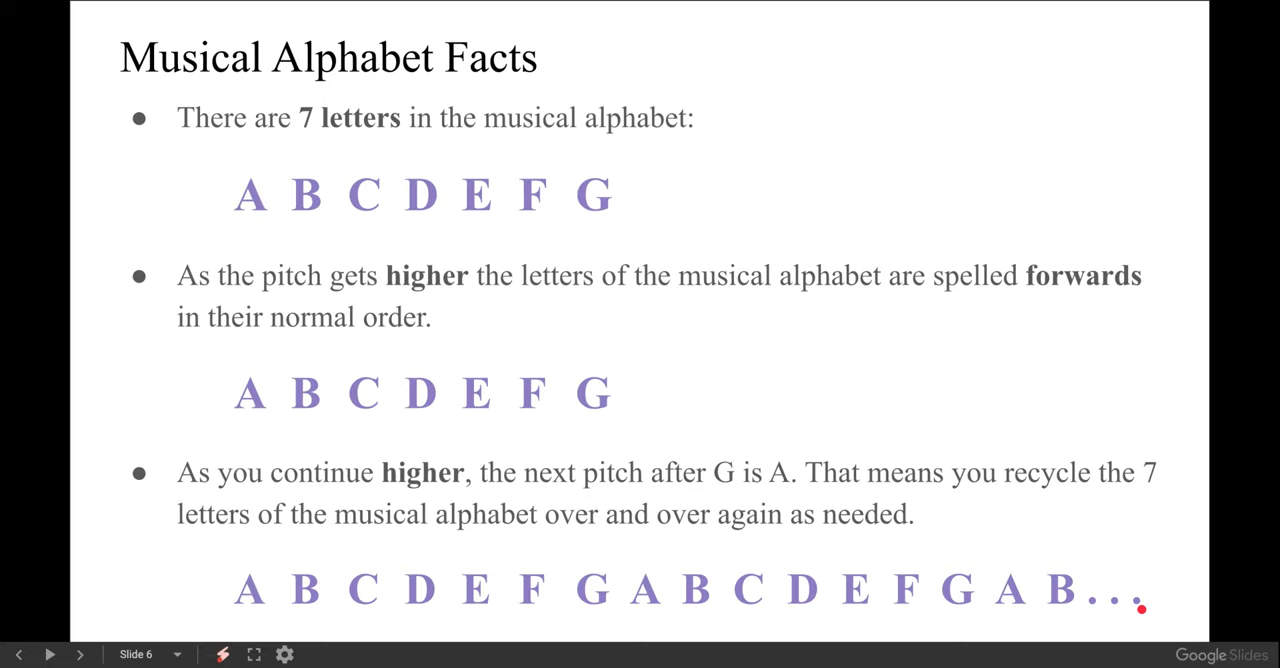 Musical Alphabet Facts
● There are 7 letters in the musical alphabet:
A B C D E F G
● As the pitch gets higher the letters of the musical alphabet are spelled forwards
in their normal order.
A B C D E F G
● As you continue higher, the next pitch after G is A. That means you recycle the 7
letters of the musical alphabet over and over again as needed.
A B C D E F G A B C D E F G A B . . .
Slide 6
Google Slides